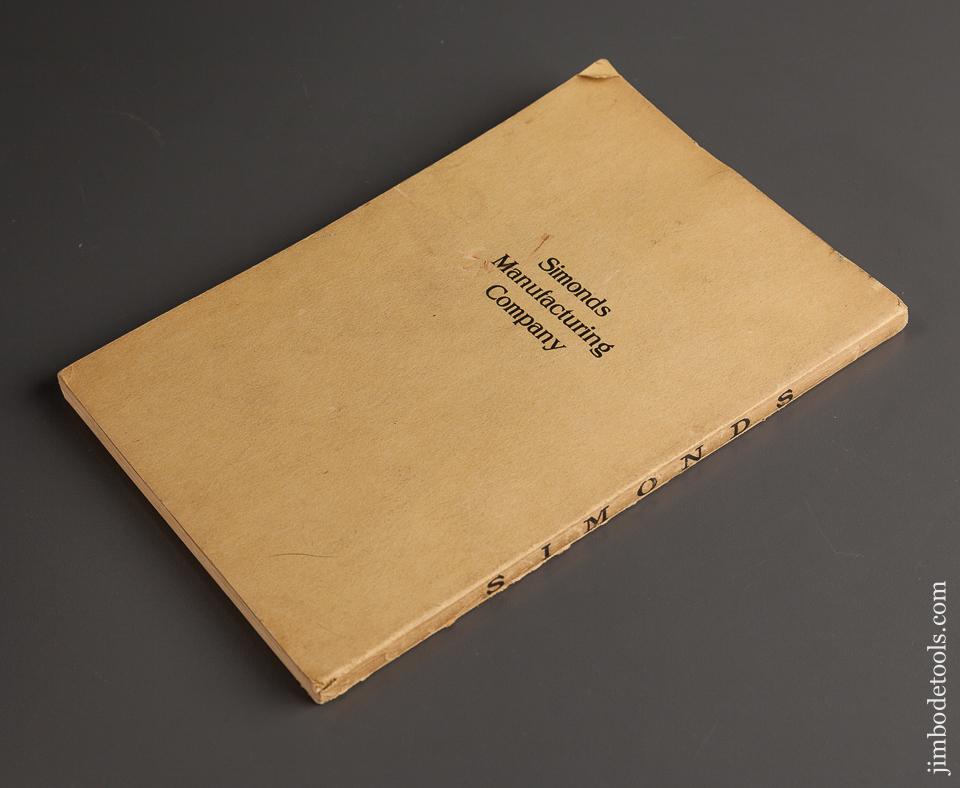 Simonds
Manufacturing
Company
SIMONDS
jimbodetools.com